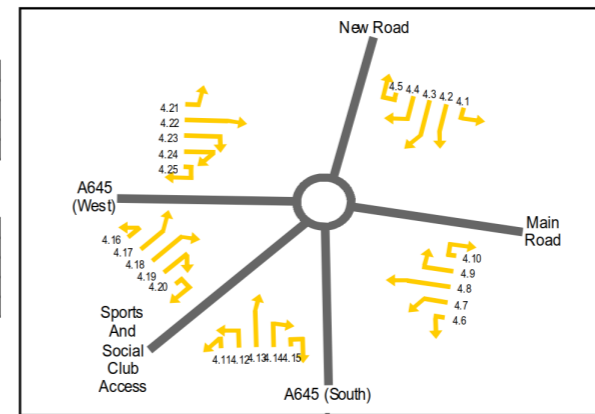 New Road
4.5 4.4 4.3 4.2 4.1
4.21
4.22
4.23
4.24
4.25
A645
(West)
Main
Road
4.10
4.9
4.8
4.7
4.6
4.16
4.17
4.18
4.19
4.20
Sports
And
Social
Club
Access
4.11 4.12 4.13 4.14 4.15
A645 (South)